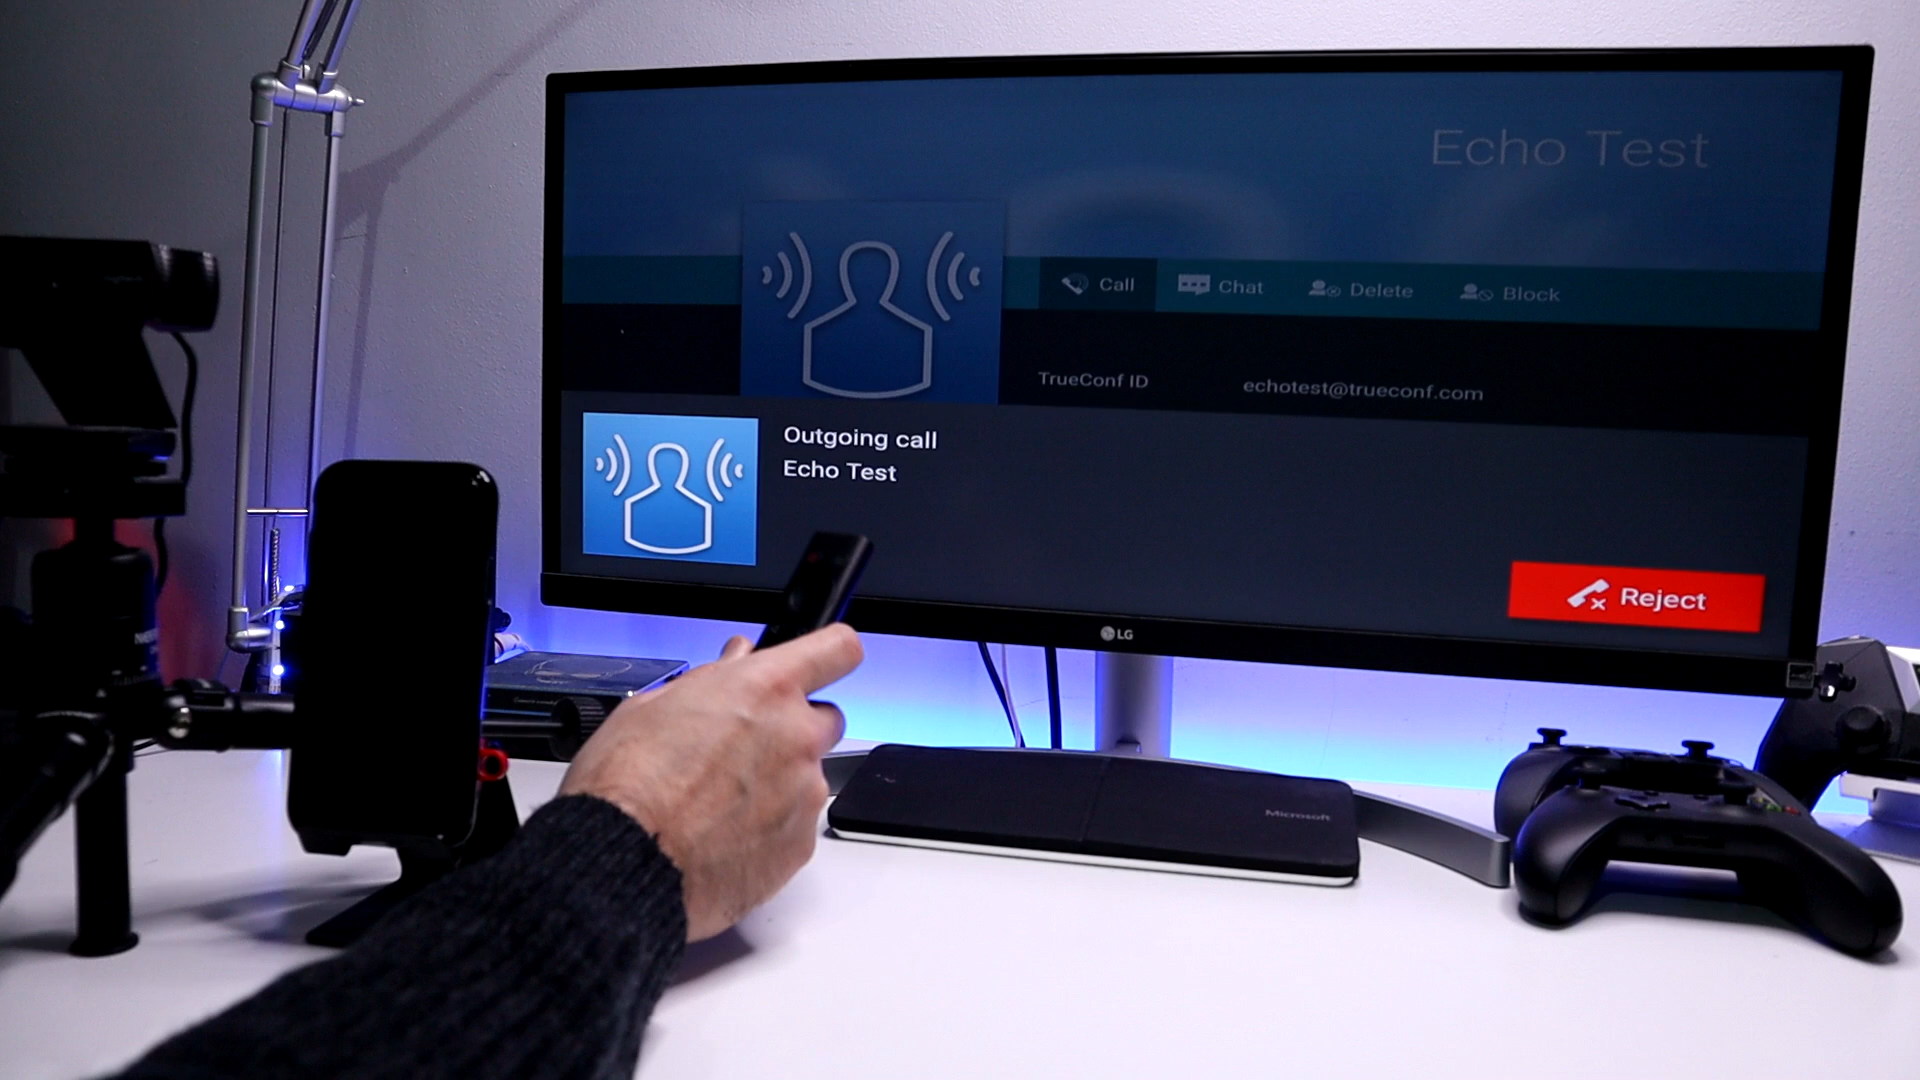 Echo Test
Call
Chat
Delete
Block
TrueConf ID
echotest@trueconf.com
Outgoing call
Echo Test
Reject
LG
Microsoft